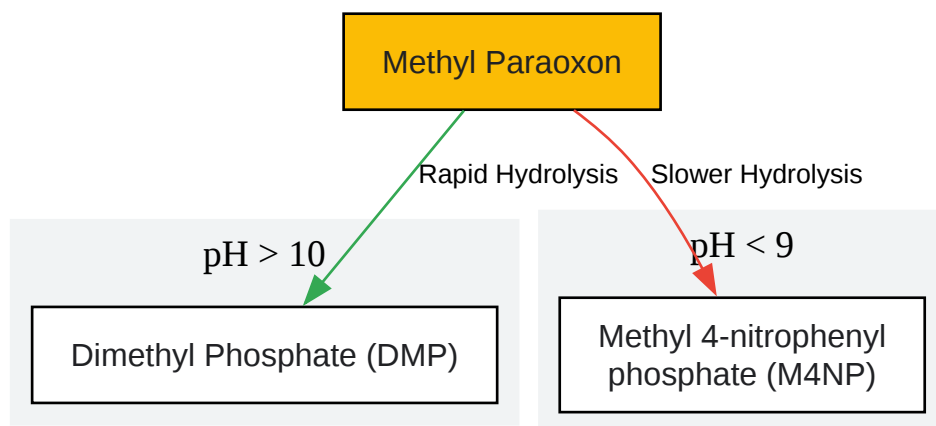 Methyl Paraoxon
Rapid Hydrolysis
Slower Hydrolysis
pH > 10
pH < 9
Dimethyl Phosphate (DMP)
Methyl 4-nitrophenyl
phosphate (M4NP)